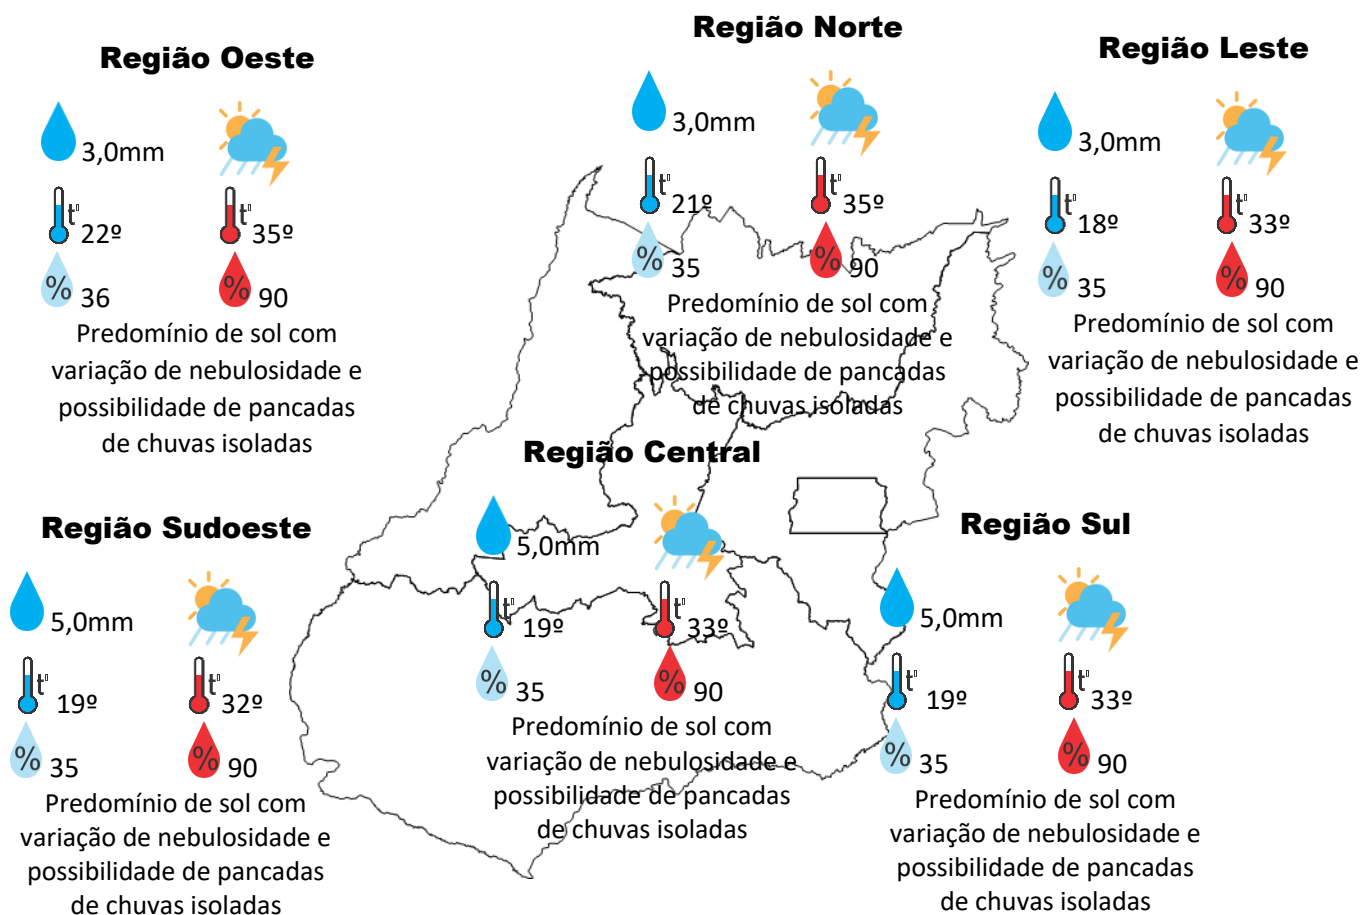 Região Oeste
3,0mm
t°
22º
t°
35º
%
36
%
90
Predomínio de sol com
variação de nebulosidade e
possibilidade de pancadas
de chuvas isoladas
Região Norte
3,0mm
t°
21º
t°
35º
%
35
%
90
Predomínio de sol com
variação de nebulosidade e
possibilidade de pancadas
de chuvas isoladas
Região Leste
3,0mm
t°
18º
t°
33º
%
35
%
90
Predomínio de sol com
variação de nebulosidade e
possibilidade de pancadas
de chuvas isoladas
Região Sudoeste
5,0mm
t°
19º
t°
32º
%
35
%
90
Predomínio de sol com
variação de nebulosidade e
possibilidade de pancadas
de chuvas isoladas
Região Central
5,0mm
t°
19º
t°
33º
%
35
%
90
Predomínio de sol com
variação de nebulosidade e
possibilidade de pancadas
de chuvas isoladas
Região Sul
5,0mm
t°
19º
t°
33º
%
35
%
90
Predomínio de sol com
variação de nebulosidade e
possibilidade de pancadas
de chuvas isoladas